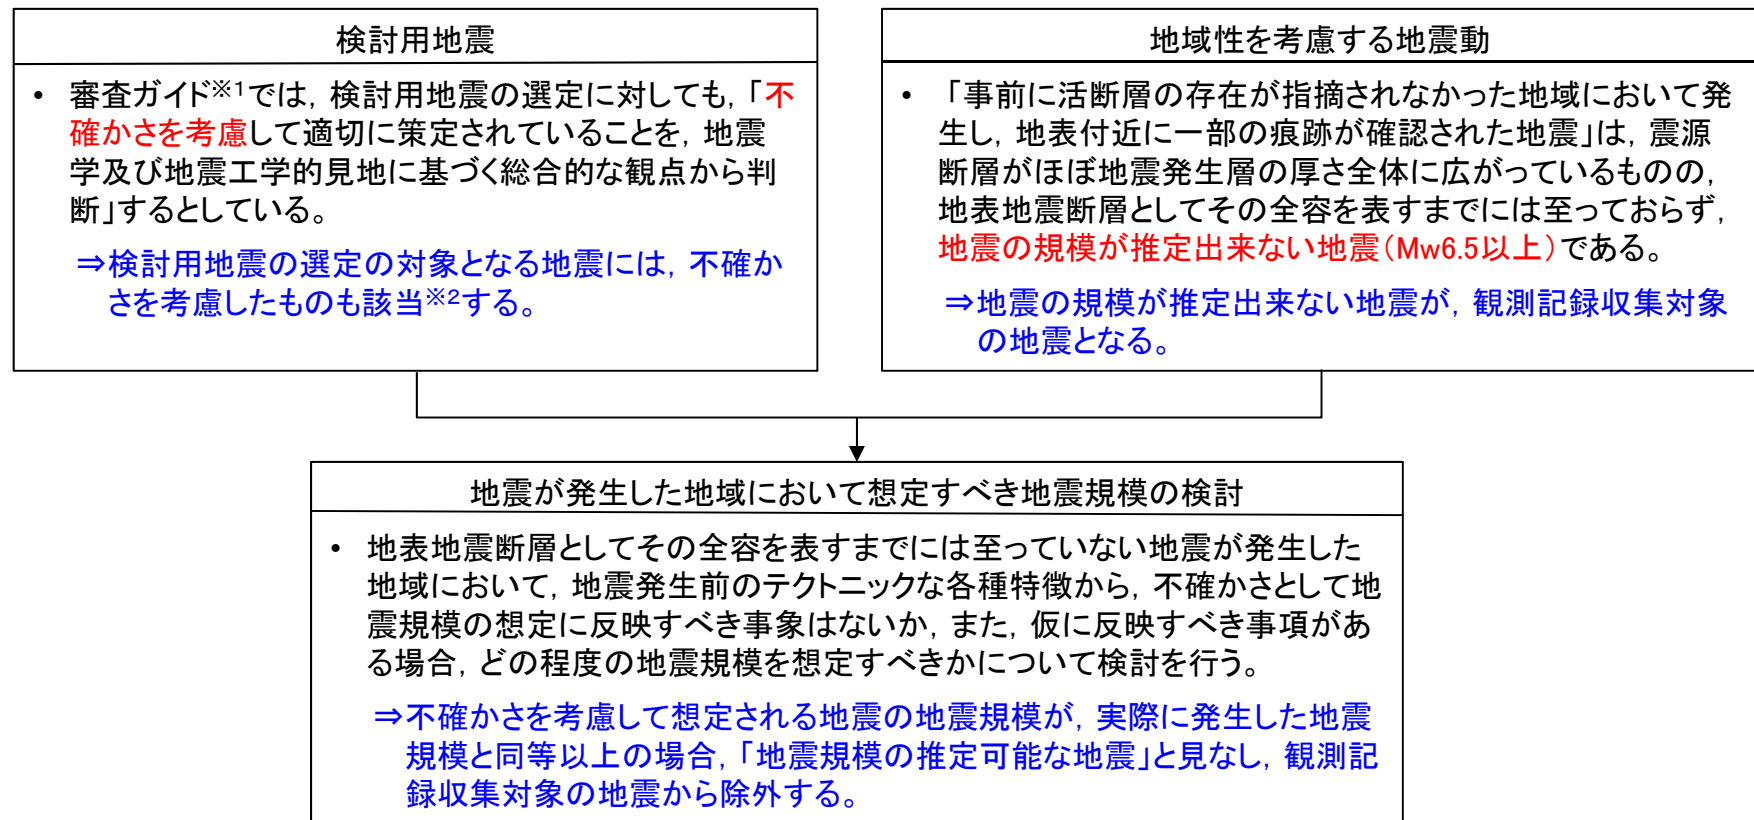 検討用地震
• 審査ガイド※1では，検討用地震の選定に対しても，「不
確かさを考慮して適切に策定されていることを，地震
学及び地震工学的見地に基づく総合的な観点から判
断」するとしている。
⇒検討用地震の選定の対象となる地震には，不確か
さを考慮したものも該当※2する。
地域性を考慮する地震動
• 「事前に活断層の存在が指摘されなかった地域において発
生し，地表付近に一部の痕跡が確認された地震」は，震源
断層がほぼ地震発生層の厚さ全体に広がっているものの，
地表地震断層としてその全容を表すまでには至っておらず，
地震の規模が推定出来ない地震（Mw6.5以上）である。
⇒地震の規模が推定出来ない地震が，観測記録収集対象
の地震となる。
地震が発生した地域において想定すべき地震規模の検討
• 地表地震断層としてその全容を表すまでには至っていない地震が発生した
地域において，地震発生前のテクトニックな各種特徴から，不確かさとして地
震規模の想定に反映すべき事象はないか，また，仮に反映すべき事項があ
る場合，どの程度の地震規模を想定すべきかについて検討を行う。
⇒不確かさを考慮して想定される地震の地震規模が，実際に発生した地震
規模と同等以上の場合，「地震規模の推定可能な地震」と見なし，観測記
録収集対象の地震から除外する。